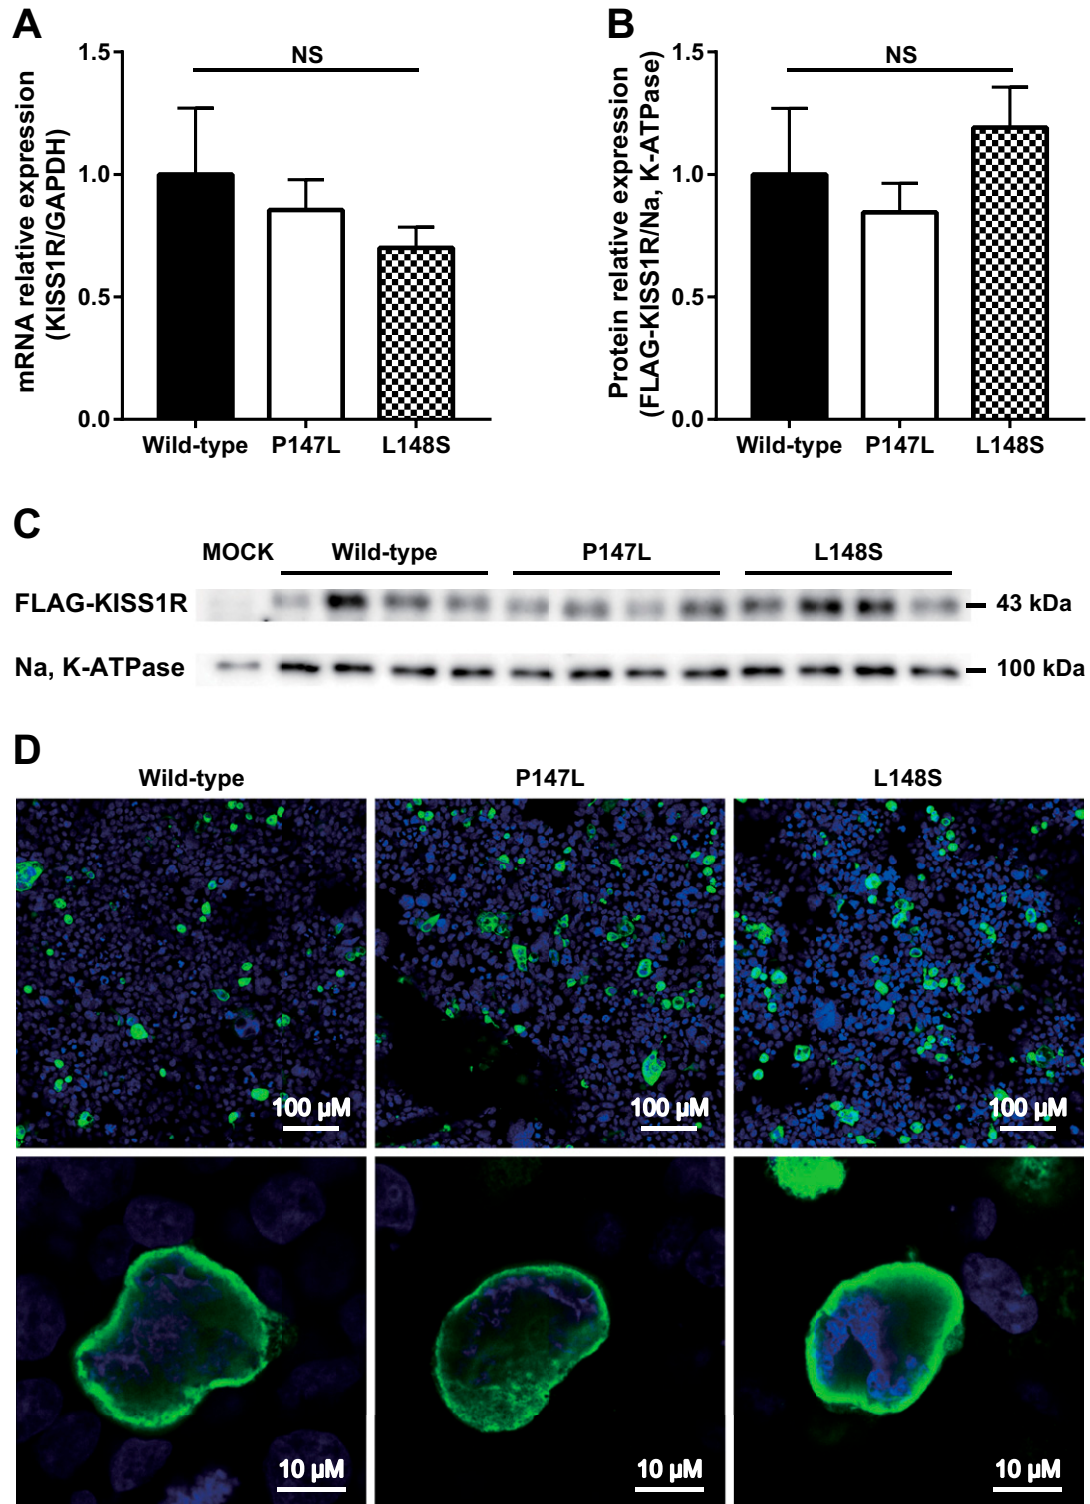 A
mRNA relative expression
(KISS1R/GAPDH)
1.5
1.0
0.5
0.0
NS
Wild-type P147L L148S
B
Protein relative expression
(FLAG-KISS1R/Na, K-ATPase)
1.5
1.0
0.5
0.0
NS
Wild-type P147L L148S
C
MOCK Wild-type P147L L148S
FLAG-KISS1R 43 kDa
Na, K-ATPase 100 kDa
D
Wild-type P147L L148S
100 µM 100 µM 100 µM
10 µM 10 µM 10 µM